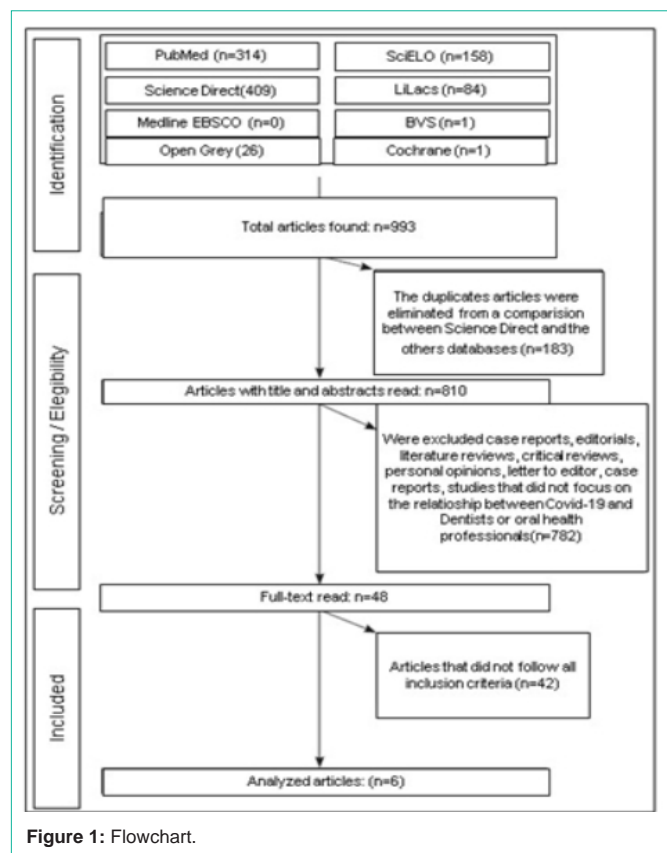 Identification
PubMed (n=314)
SciELO (n=158)
Science Direct(409)
LiLacs (n=84)
Medline EBSCO (n=0)
BVS (n=1)
Open Grey (26)
Cochrane (n=1)
Total articles found: n=993
Screening / Elegibility
The duplicates articles were
eliminated from a comparision
between Science Direct and the
others databases (n=183)
Articles with title and abstracts read: n=810
Were excluded case reports, editorials,
literature reviews, critical reviews,
personal opinions, letter to editor, case
reports, studies that did not focus on
the relatioship between Covid-19 and
Dentists or oral health
professionals(n=782)
Full-text read: n=48
Included
Articles that did not follow all
inclusion criteria (n=42)
Analyzed articles: (n=6)
Figure 1: Flowchart.